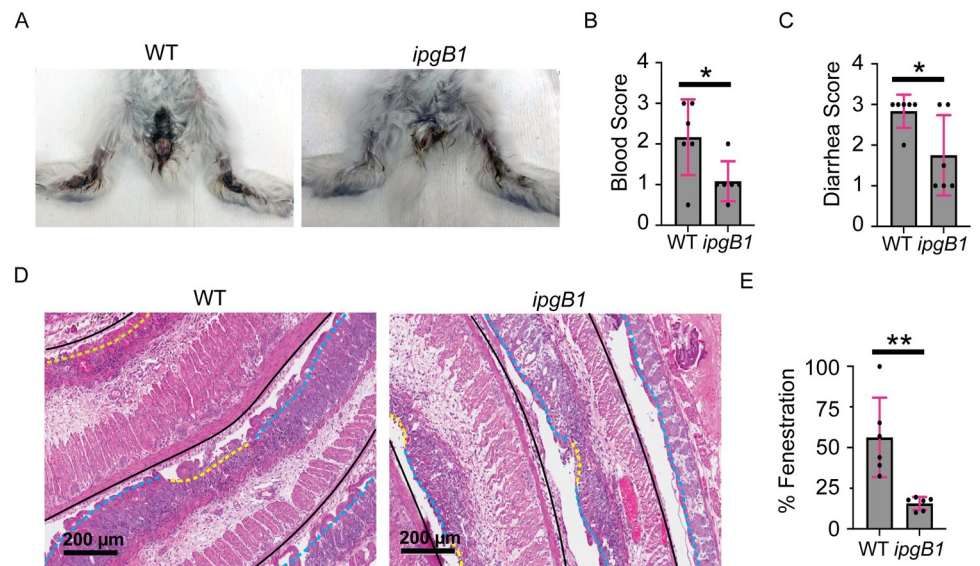 A
WT
ipgB1
B
Blood Score
4
3
2
1
0
*
WT ipgB1
C
Diarrhea Score
4
3
2
1
0
*
WT ipgB1
D
WT
ipgB1
200 µm
200 µm
E
% Fenestration
100
75
50
25
0
**
WT ipgB1